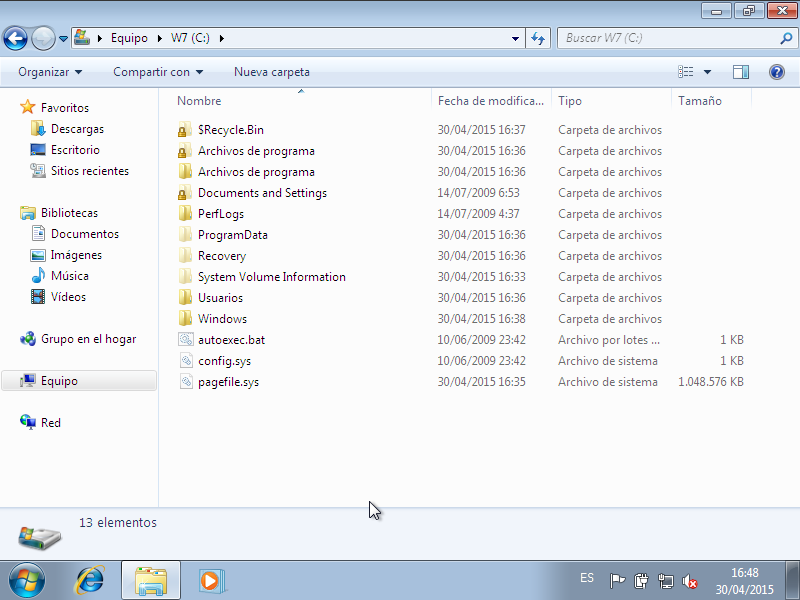 Equipo W7 (C:) Buscar W7 (C:)
Organizar Compartir con Nueva carpeta
Favoritos
Descargas
Escritorio
Sitios recientes
Bibliotecas
Documentos
Imágenes
Música
Vídeos
Grupo en el hogar
Equipo
Red
Nombre Fecha de modifica... Tipo Tamaño
$Recycle.Bin 30/04/2015 16:37 Carpeta de archivos
Archivos de programa 30/04/2015 16:36 Carpeta de archivos
Archivos de programa 30/04/2015 16:36 Carpeta de archivos
Documents and Settings 14/07/2009 6:53 Carpeta de archivos
PerfLogs 14/07/2009 4:37 Carpeta de archivos
ProgramData 30/04/2015 16:36 Carpeta de archivos
Recovery 30/04/2015 16:36 Carpeta de archivos
System Volume Information 30/04/2015 16:33 Carpeta de archivos
Usuarios 30/04/2015 16:36 Carpeta de archivos
Windows 30/04/2015 16:38 Carpeta de archivos
autoexec.bat 10/06/2009 23:42 Archivo por lotes ... 1 KB
config.sys 10/06/2009 23:42 Archivo de sistema 1 KB
pagefile.sys 30/04/2015 16:35 Archivo de sistema 1.048.576 KB
13 elementos
ES 16:48
30/04/2015